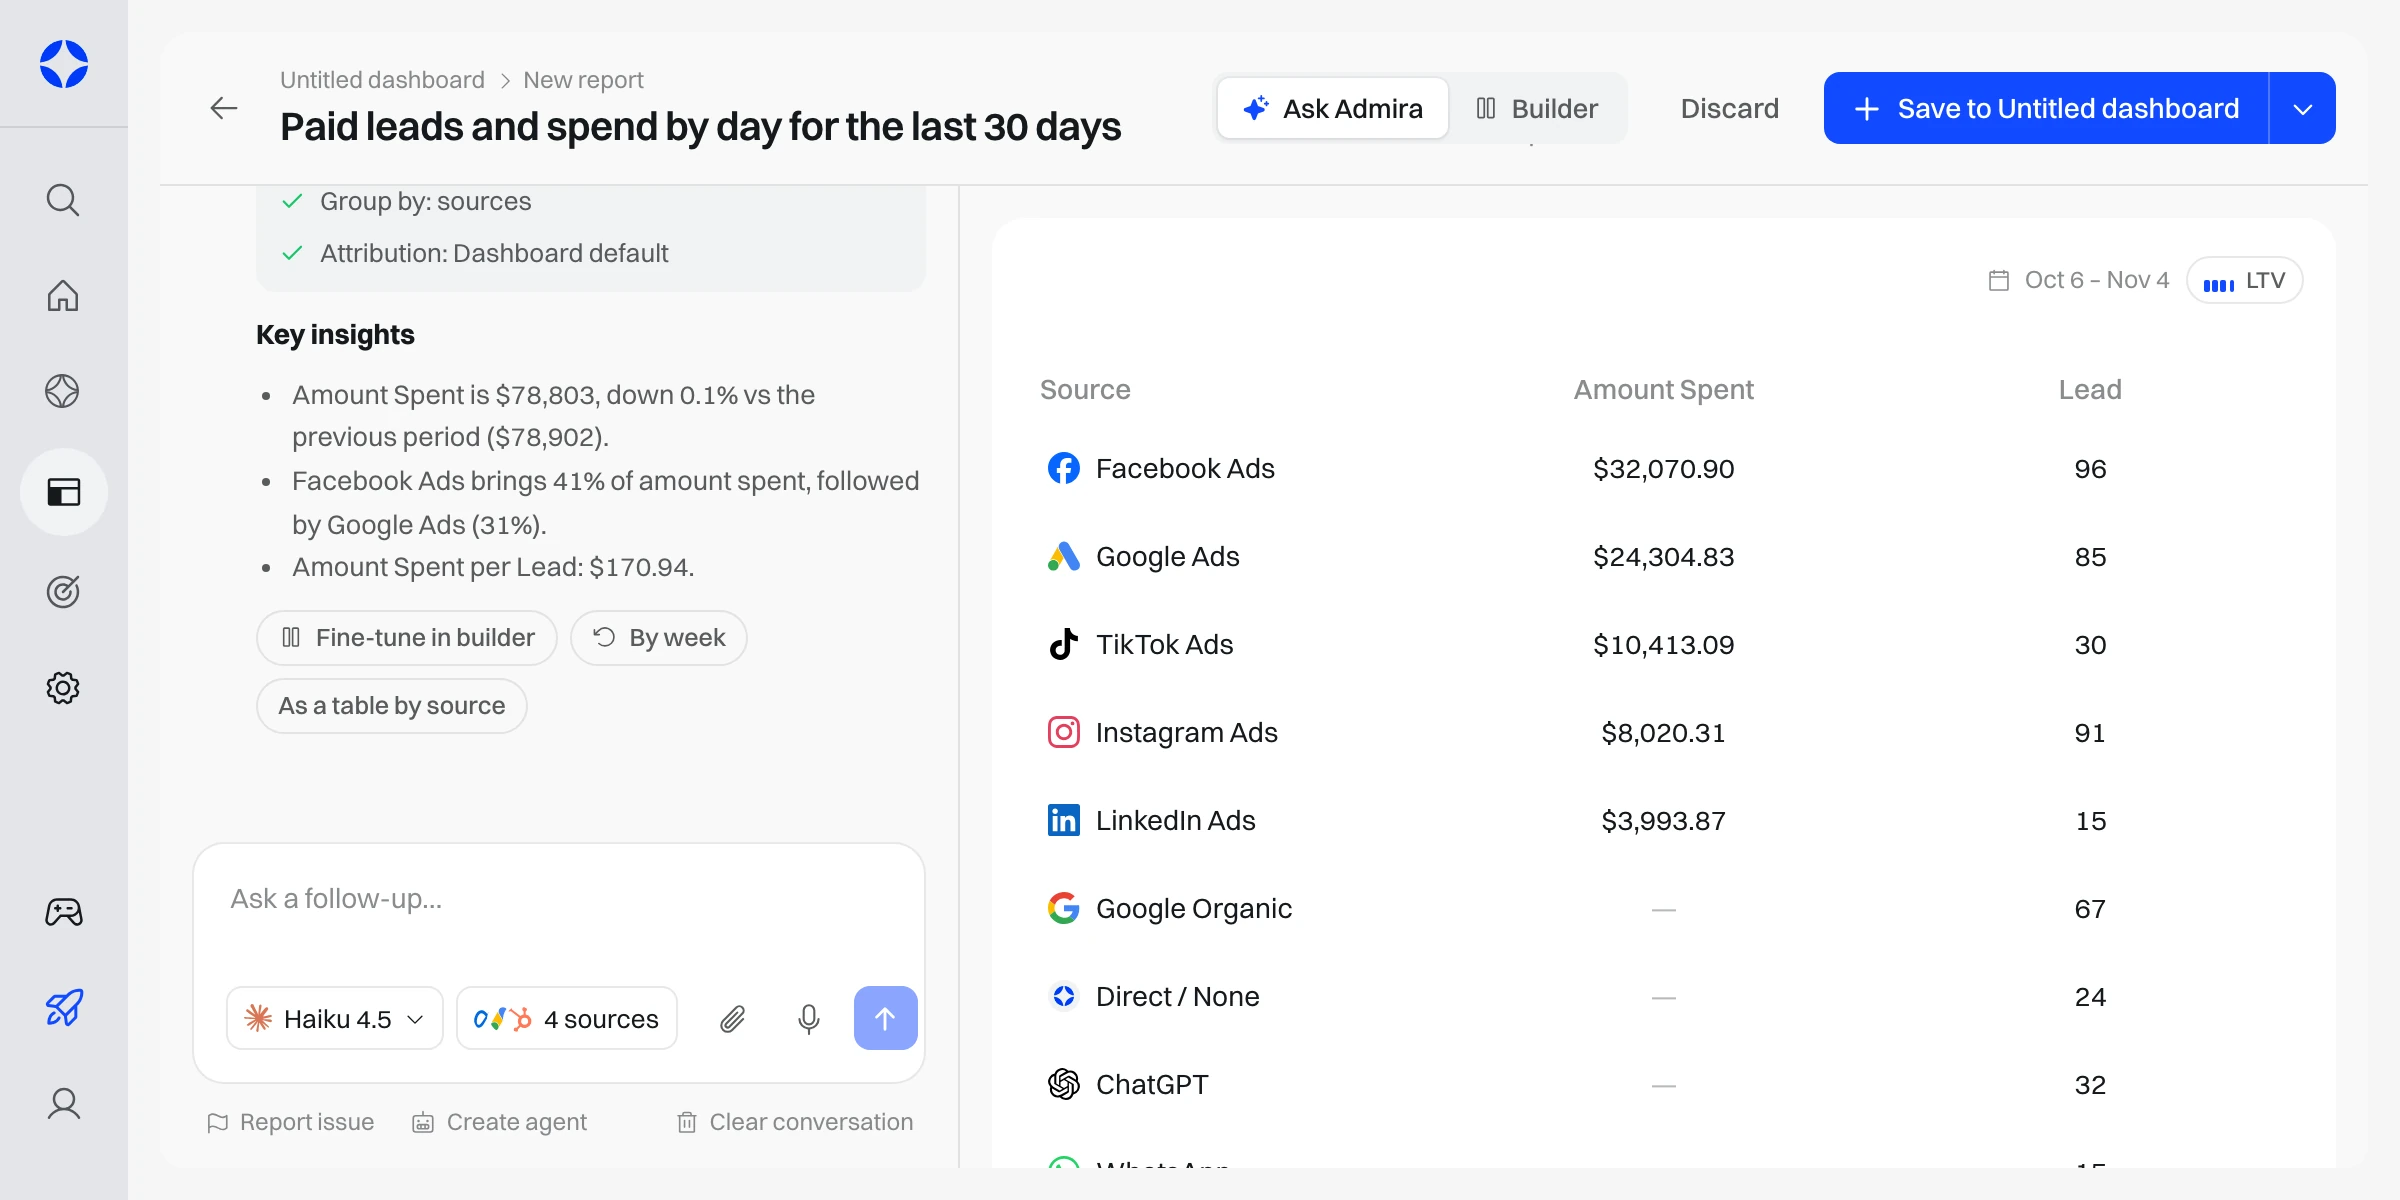 Untitled dashboard > New report
Paid leads and spend by day for the last 30 days
Ask Admira
Builder
Discard
+ Save to Untitled dashboard
Group by: sources
Attribution: Dashboard default
Key insights
• Amount Spent is $78,803, down 0.1% vs the
previous period ($78,902).
• Facebook Ads brings 41% of amount spent, followed
by Google Ads (31%).
• Amount Spent per Lead: $170.94.
Fine-tune in builder
By week
As a table by source
Ask a follow-up...
Haiku 4.5
4 sources
Report issue
Create agent
Clear conversation
Oct 6 – Nov 4
LTV
Source Amount Spent Lead
Facebook Ads $32,070.90 96
Google Ads $24,304.83 85
TikTok Ads $10,413.09 30
Instagram Ads $8,020.31 91
LinkedIn Ads $3,993.87 15
Google Organic — 67
Direct / None — 24
ChatGPT — 32
WhatsApp